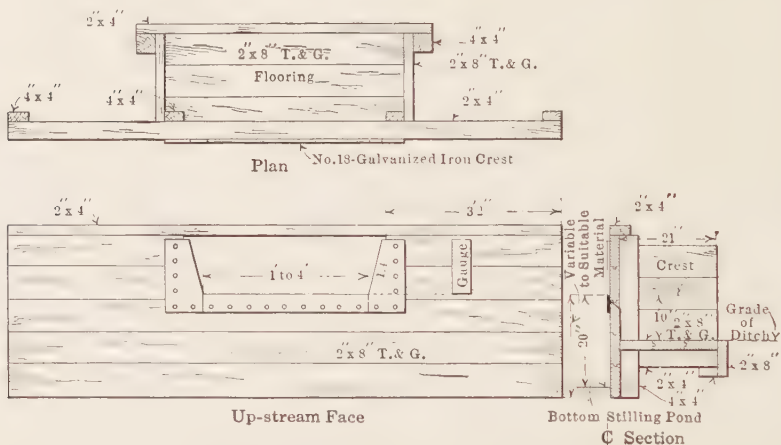 2"x 4"
4"x 4"
2"x 8" T.& G.
2"x 8" T.& G.
Flooring
4"x 4"
4"x 4"
2"x 4"
No.18-Galvanized Iron Crest
Plan
2"x 4"
3'2"
2"x 4"
Variable
to Suitable
Material
21"
Crest
1' to 4'
1:4
Gauge
20"
10"
2"x 8"
T.& G.
Grade
of
Ditch
2"x 8" T.& G.
2"x 8"
2"x 4"
4"x 4"
Up-stream Face
Bottom Stilling Pond
℄ Section